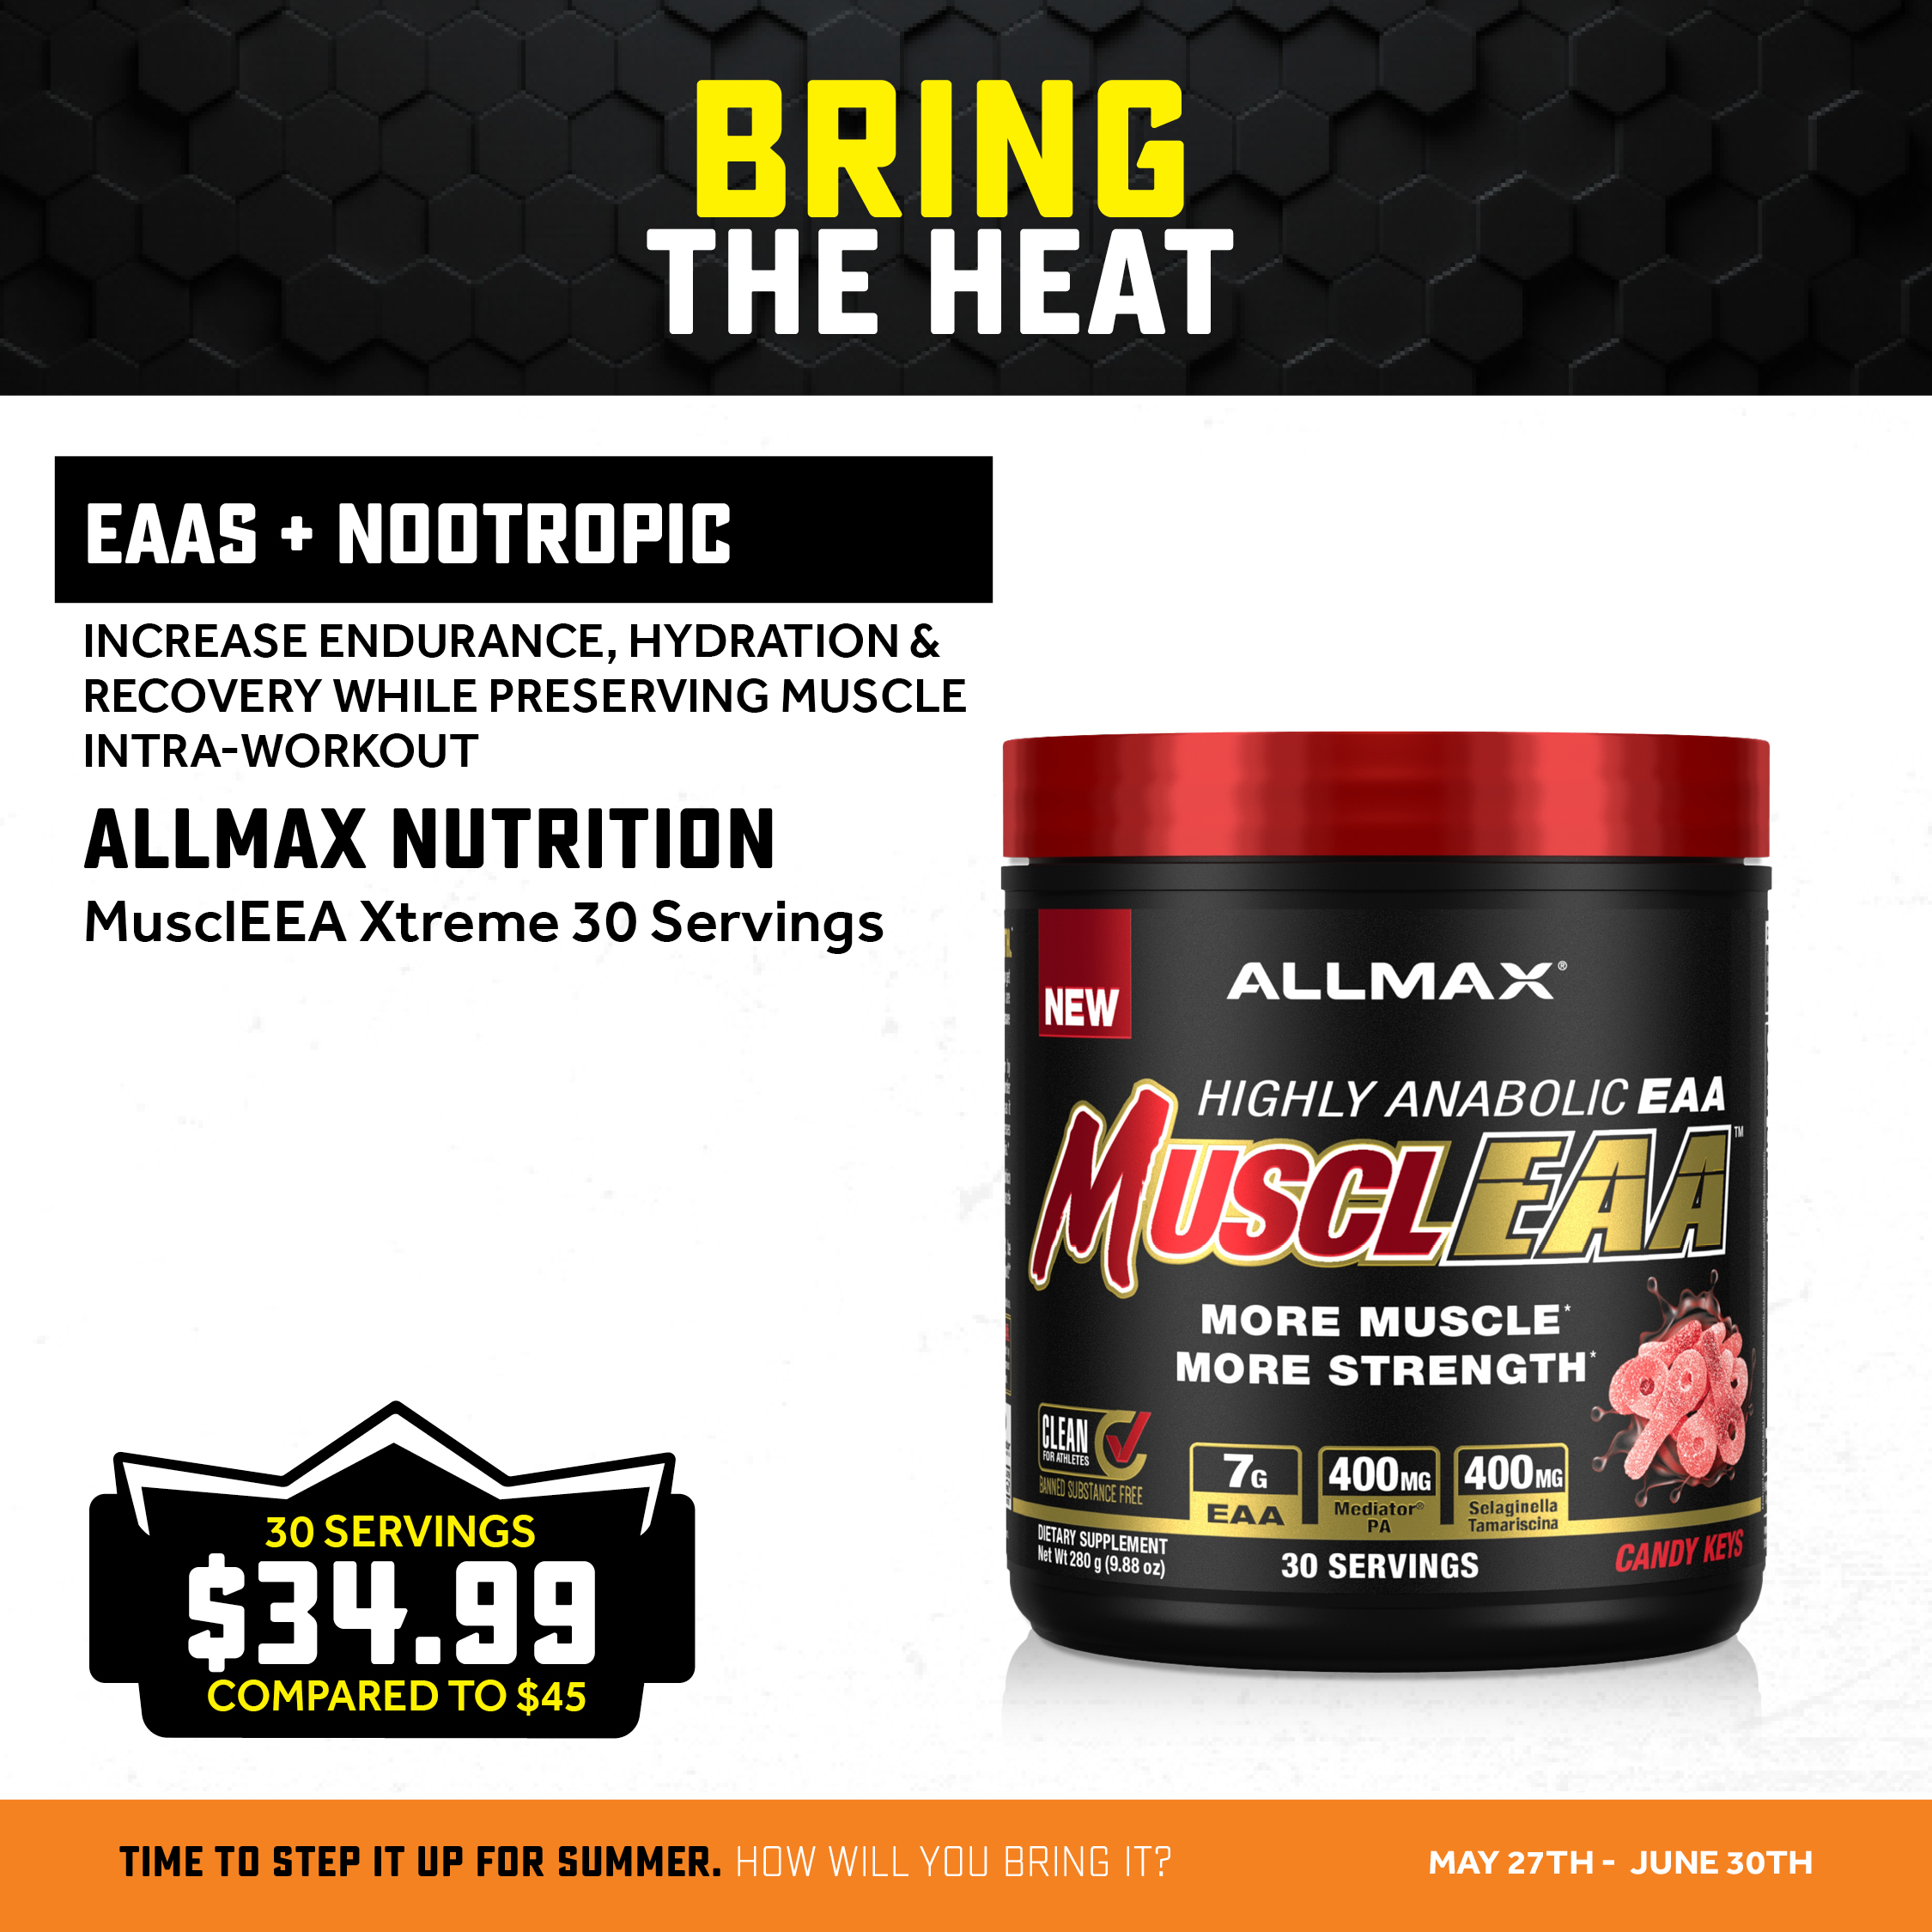 BRING
THE HEAT
EAAS + NOOTROPIC
INCREASE ENDURANCE, HYDRATION &
RECOVERY WHILE PRESERVING MUSCLE
INTRA-WORKOUT
ALLMAX NUTRITION
MusclEEA Xtreme 30 Servings
NEW
ALLMAX®
HIGHLY ANABOLIC EAA
MUSCLEAA™
MORE MUSCLE*
MORE STRENGTH*
CLEAN
FOR ATHLETES
BANNED SUBSTANCE FREE
7G
EAA
400MG
Mediator®
PA
400MG
Selaginella
Tamariscina
DIETARY SUPPLEMENT
Net Wt 280 g (9.88 oz)
30 SERVINGS
CANDY KEYS
30 SERVINGS
$34.99
COMPARED TO $45
TIME TO STEP IT UP FOR SUMMER. HOW WILL YOU BRING IT?
MAY 27TH - JUNE 30TH